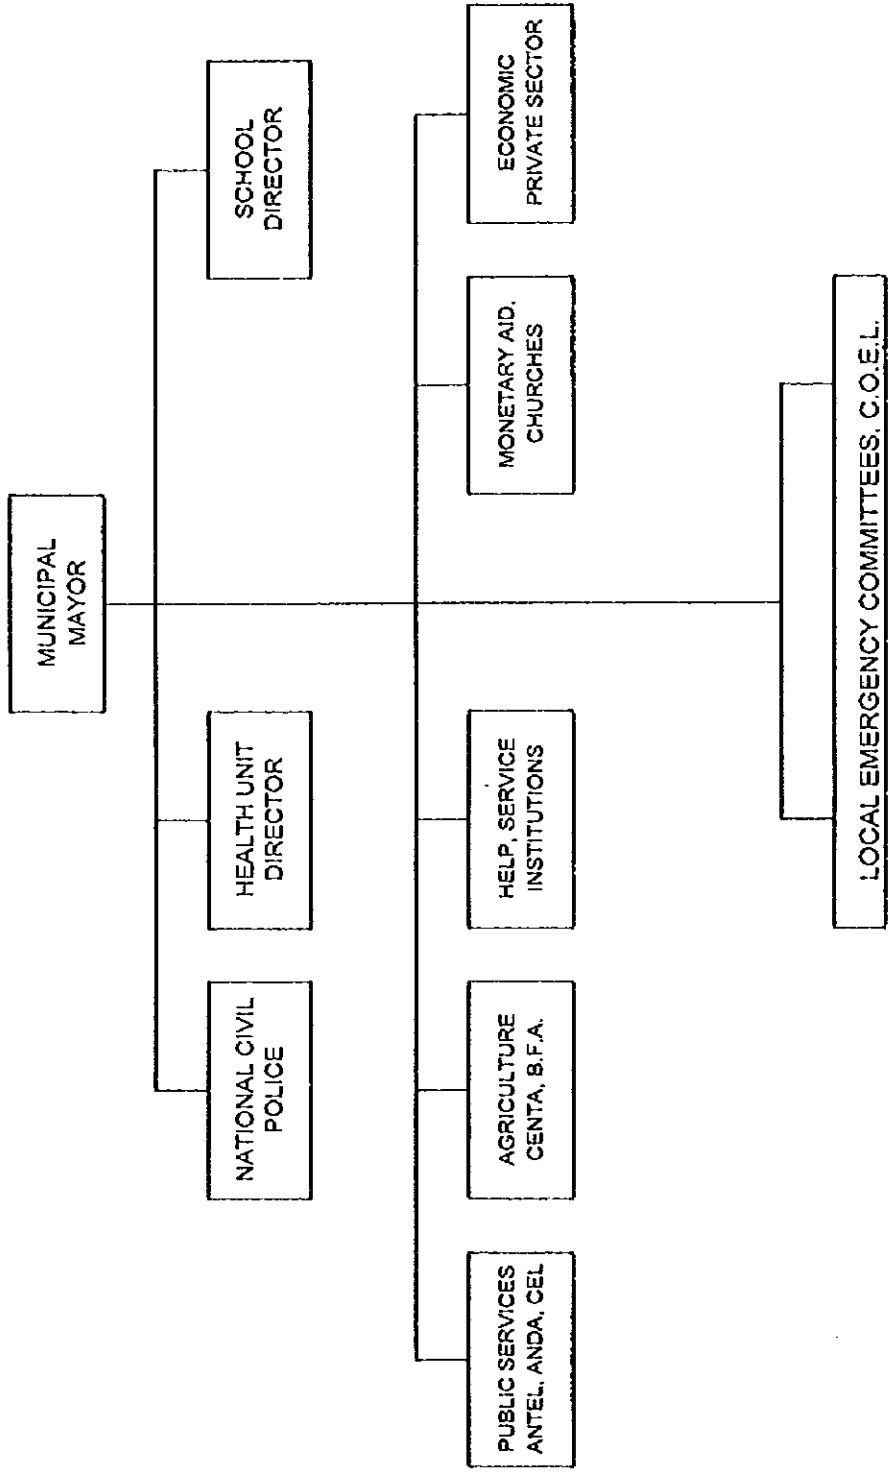 MUNICIPAL
MAYOR
NATIONAL CIVIL
POLICE
HEALTH UNIT
DIRECTOR
SCHOOL
DIRECTOR
PUBLIC SERVICES
ANTEL, ANDA, CEL
AGRICULTURE
CENTA, B.F.A.
HELP, SERVICE
INSTITUTIONS
MONETARY AID,
CHURCHES
ECONOMIC
PRIVATE SECTOR
LOCAL EMERGENCY COMMITTEES, C.O.E.L.